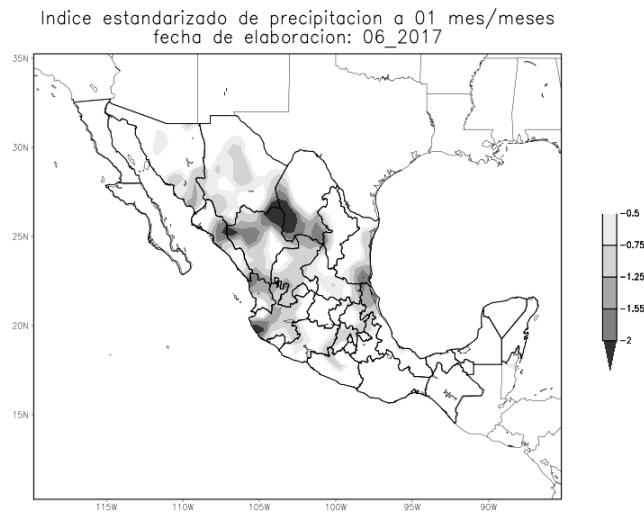 Indice estandarizado de precipitacion a 01 mes/meses
fecha de elaboracion: 06_2017
35N
30N
25N
20N
15N
115W
110W
105W
100W
95W
90W
-0.5
-0.75
-1.25
-1.55
-2